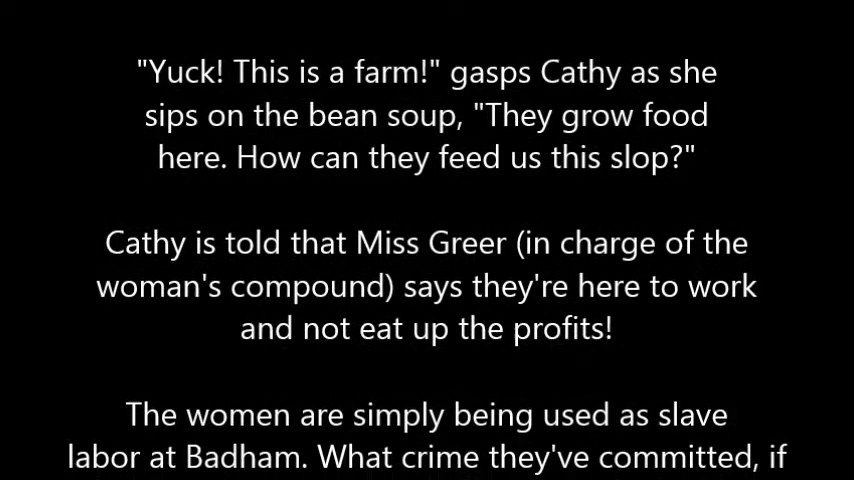 "Yuck! This is a farm!" gasps Cathy as she
sips on the bean soup, "They grow food
here. How can they feed us this slop?"
Cathy is told that Miss Greer (in charge of the
woman's compound) says they're here to work
and not eat up the profits!
The women are simply being used as slave
labor at Badham. What crime they've committed, if